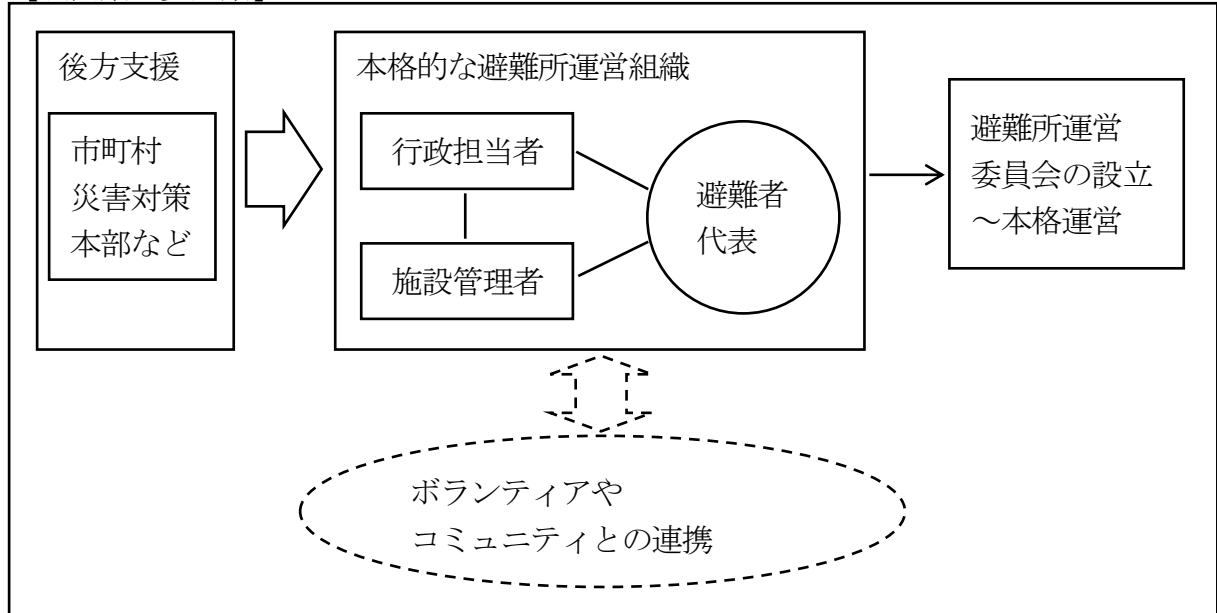 後方支援
市町村
災害対策
本部など
本格的な避難所運営組織
行政担当者
施設管理者
避難者
代表
避難所運営
委員会の設立
～本格運営
ボランティアや
コミュニティとの連携